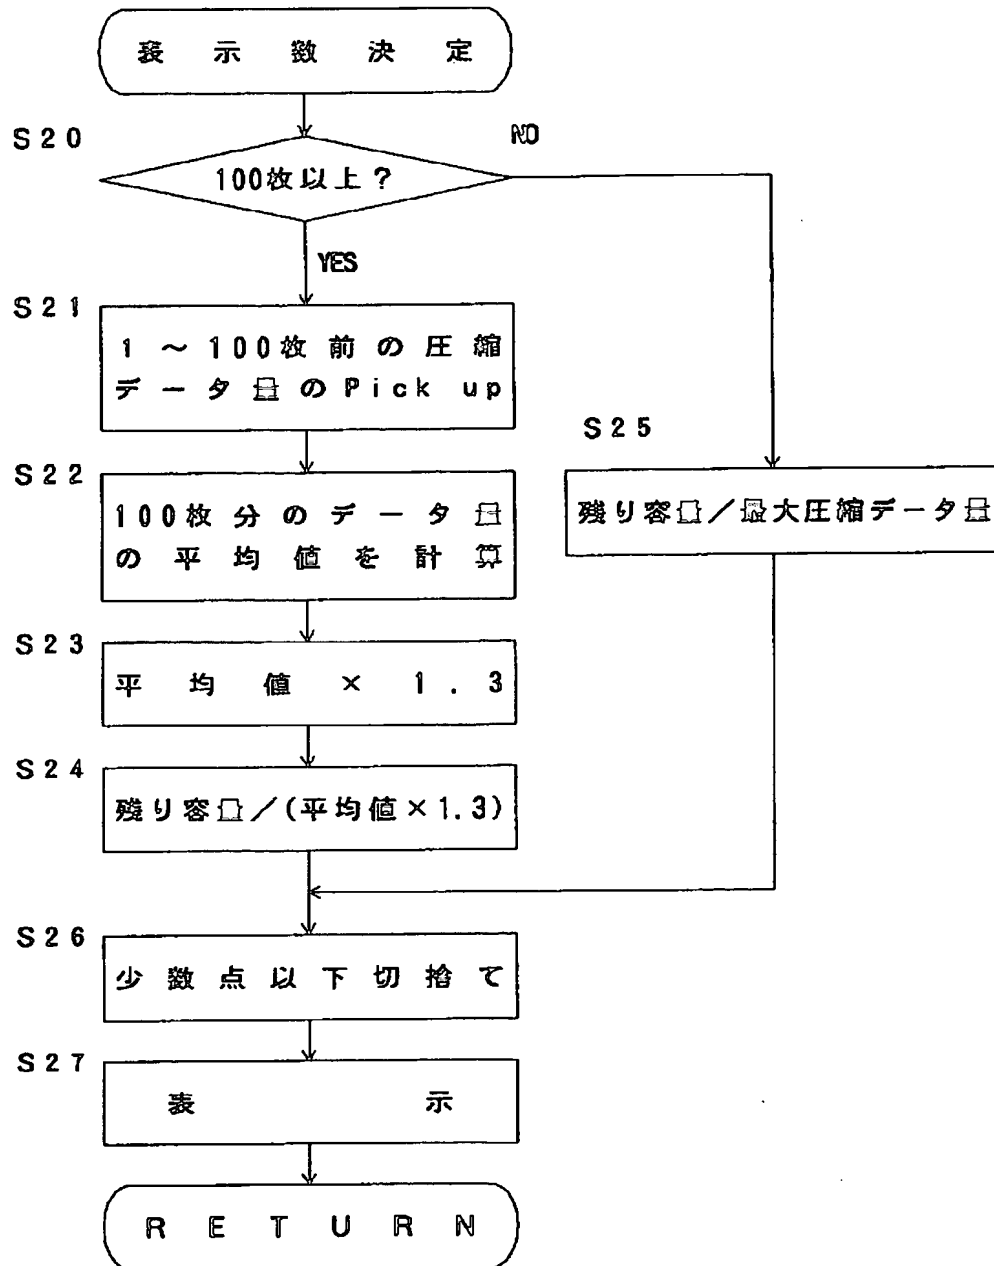 表示数決定
S20
NO
100枚以上?
YES
S21
1〜100枚前の圧縮
データ量のPick up
S25
S22
100枚分のデータ量
の平均値を計算
残り容量/最大圧縮データ量
S23
平均値×1.3
S24
残り容量/(平均値×1.3)
S26
少数点以下切捨て
S27
表示
RETURN